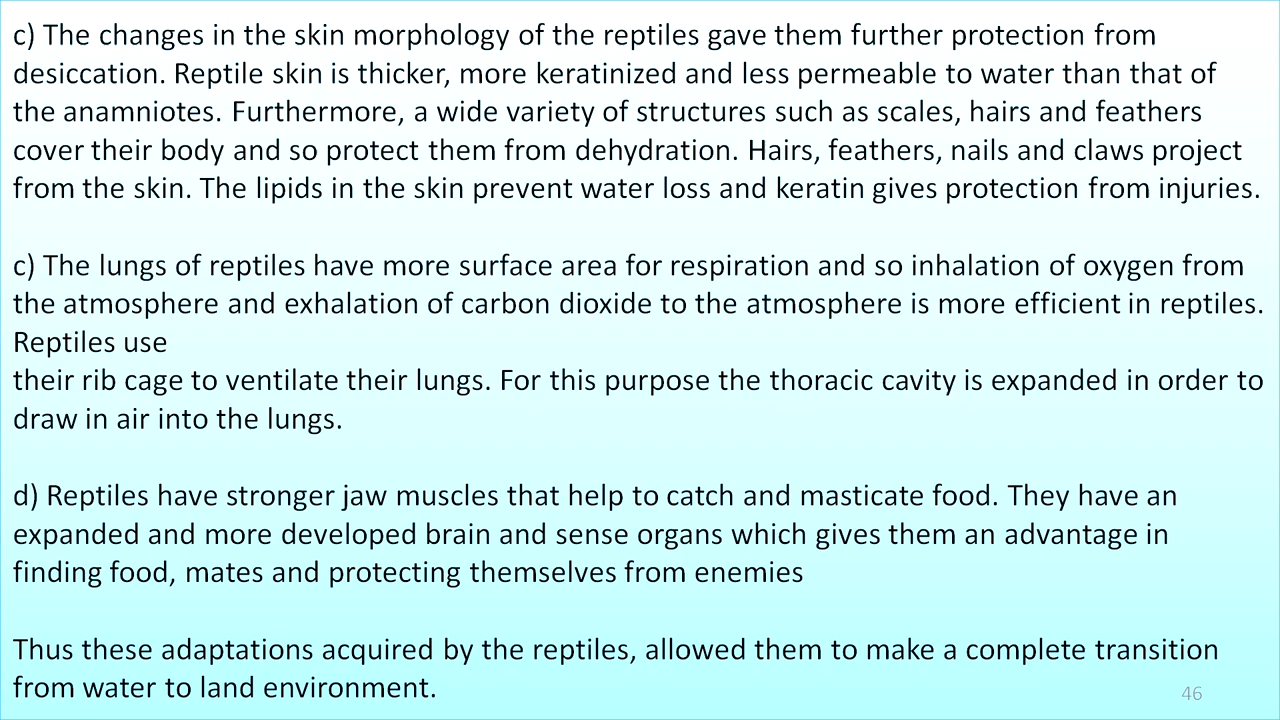 c) The changes in the skin morphology of the reptiles gave them further protection from
desiccation. Reptile skin is thicker, more keratinized and less permeable to water than that of
the anamniotes. Furthermore, a wide variety of structures such as scales, hairs and feathers
cover their body and so protect them from dehydration. Hairs, feathers, nails and claws project
from the skin. The lipids in the skin prevent water loss and keratin gives protection from injuries.
c) The lungs of reptiles have more surface area for respiration and so inhalation of oxygen from
the atmosphere and exhalation of carbon dioxide to the atmosphere is more efficient in reptiles.
Reptiles use
their rib cage to ventilate their lungs. For this purpose the thoracic cavity is expanded in order to
draw in air into the lungs.
d) Reptiles have stronger jaw muscles that help to catch and masticate food. They have an
expanded and more developed brain and sense organs which gives them an advantage in
finding food, mates and protecting themselves from enemies
Thus these adaptations acquired by the reptiles, allowed them to make a complete transition
from water to land environment.
46